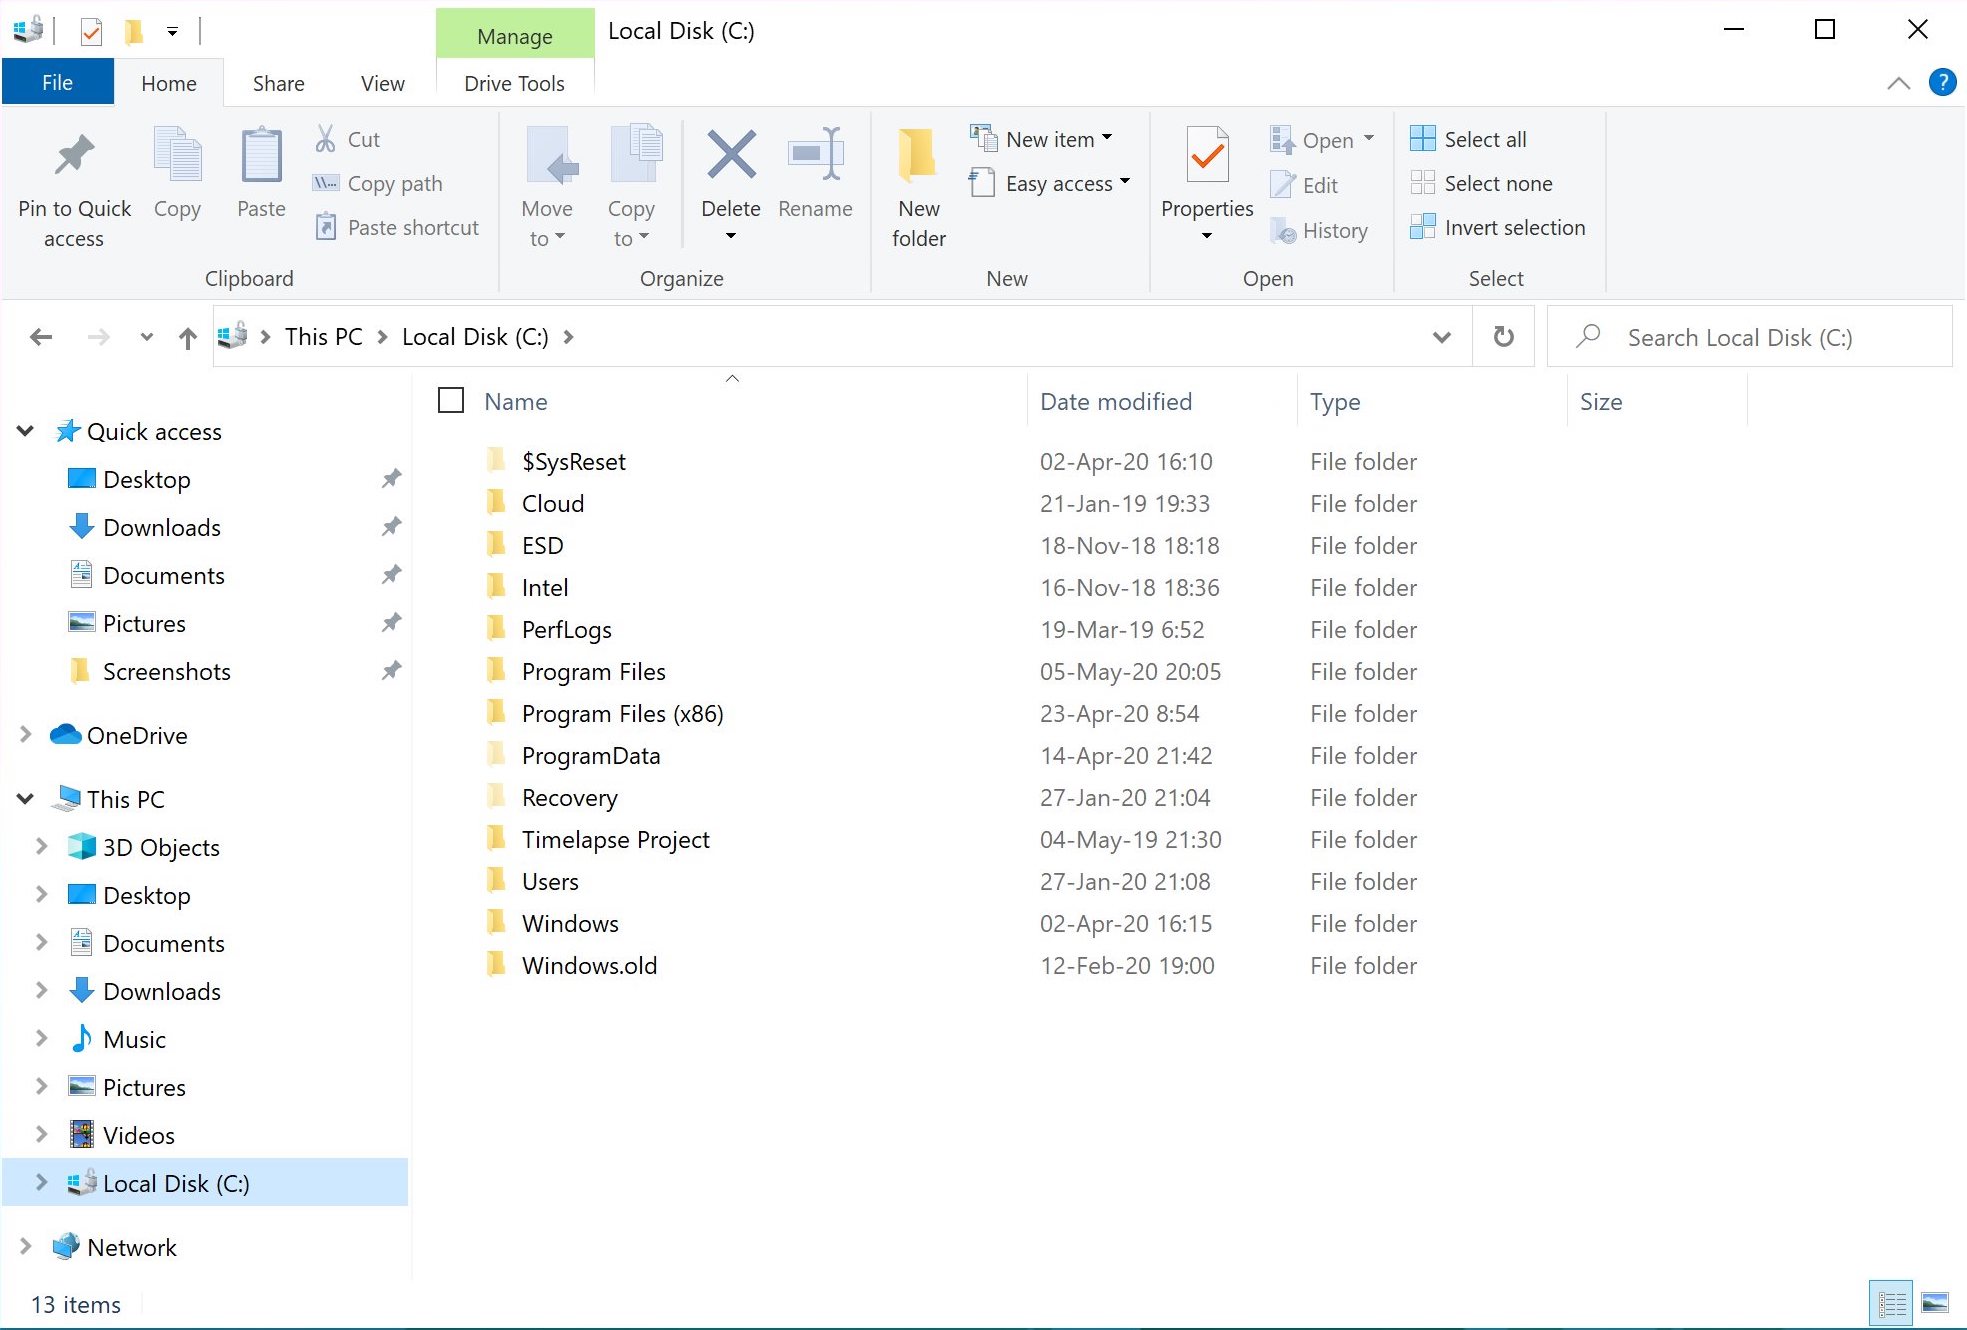 Manage
Local Disk (C:)
File
Home
Share
View
Drive Tools
?
Pin to Quick access
Copy
Paste
Cut
Copy path
Paste shortcut
Clipboard
Move to
Copy to
Delete
Rename
Organize
New folder
New item
Easy access
New
Properties
Open
Edit
History
Open
Select all
Select none
Invert selection
Select
This PC
Local Disk (C:)
Search Local Disk (C:)
Quick access
Desktop
Downloads
Documents
Pictures
Screenshots
OneDrive
This PC
3D Objects
Desktop
Documents
Downloads
Music
Pictures
Videos
Local Disk (C:)
Network
Name Date modified Type Size
$SysReset 02-Apr-20 16:10 File folder
Cloud 21-Jan-19 19:33 File folder
ESD 18-Nov-18 18:18 File folder
Intel 16-Nov-18 18:36 File folder
PerfLogs 19-Mar-19 6:52 File folder
Program Files 05-May-20 20:05 File folder
Program Files (x86) 23-Apr-20 8:54 File folder
ProgramData 14-Apr-20 21:42 File folder
Recovery 27-Jan-20 21:04 File folder
Timelapse Project 04-May-19 21:30 File folder
Users 27-Jan-20 21:08 File folder
Windows 02-Apr-20 16:15 File folder
Windows.old 12-Feb-20 19:00 File folder
13 items